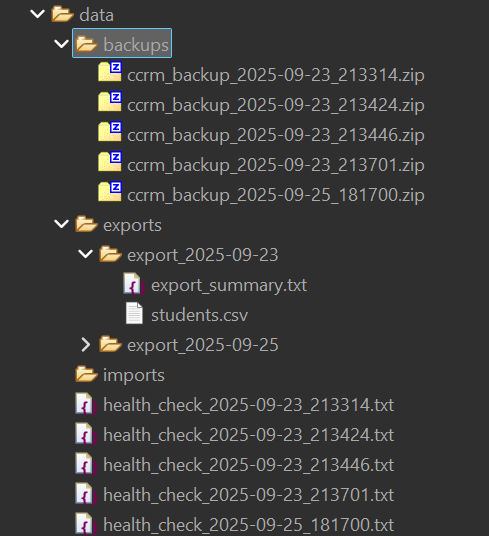 data
backups
ccrm_backup_2025-09-23_213314.zip
ccrm_backup_2025-09-23_213424.zip
ccrm_backup_2025-09-23_213446.zip
ccrm_backup_2025-09-23_213701.zip
ccrm_backup_2025-09-25_181700.zip
exports
export_2025-09-23
export_summary.txt
students.csv
export_2025-09-25
imports
health_check_2025-09-23_213314.txt
health_check_2025-09-23_213424.txt
health_check_2025-09-23_213446.txt
health_check_2025-09-23_213701.txt
health_check_2025-09-25_181700.txt